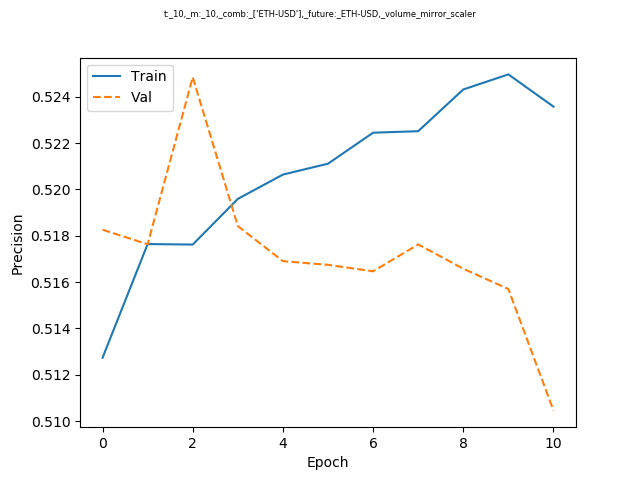 t:_10,_m:_10,_comb:_['ETH-USD'],_future:_ETH-USD,_volume_mirror_scaler
Train
Val
0.524
0.522
0.520
0.518
0.516
0.514
0.512
0.510
Precision
0 2 4 6 8 10
Epoch